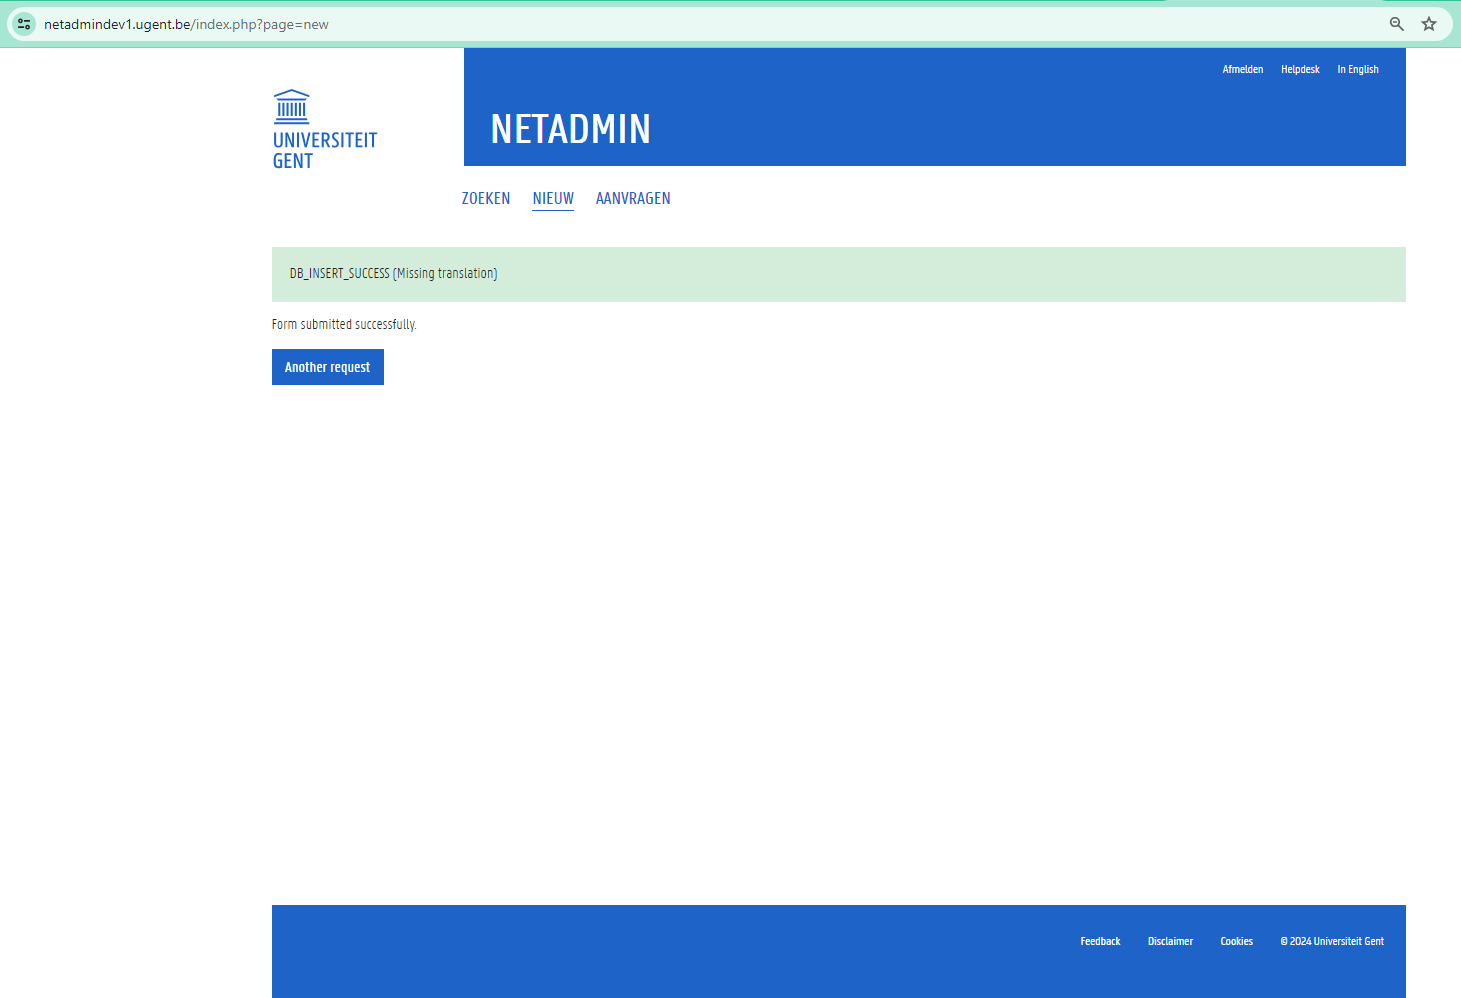 netadmindev1.ugent.be/index.php?page=new
Afmelden Helpdesk In English
NETADMIN
UNIVERSITEIT
GENT
ZOEKEN NIEUW AANVRAGEN
DB_INSERT_SUCCESS (Missing translation)
Form submitted successfully.
Another request
Feedback Disclaimer Cookies © 2024 Universiteit Gent